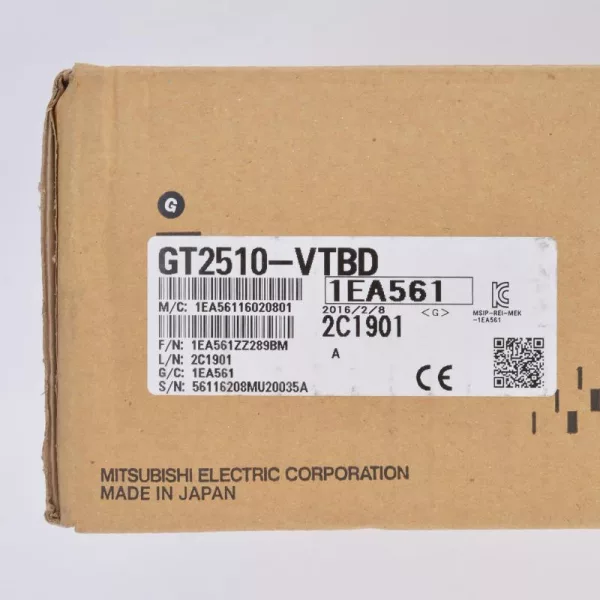 G
GT2510-VTBD
1EA561
M/C: 1EA56116020801
2016/2/8 <G>
2C1901
MSIP-REI-MEK
-1EA561
F/N: 1EA561ZZ289BM
A
L/N: 2C1901
G/C: 1EA561
S/N: 56116208MU20035A
CE
MITSUBISHI ELECTRIC CORPORATION
MADE IN JAPAN